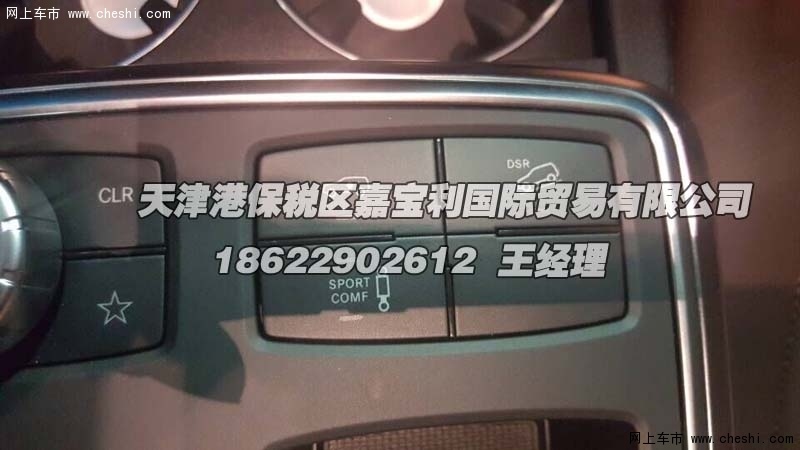 网上车市 www.cheshi.com
DSR
CLR
天津港保税区嘉宝利国际贸易有限公司
18622902612 王经理
SPORT
COMF
网上车市 www.cheshi.com